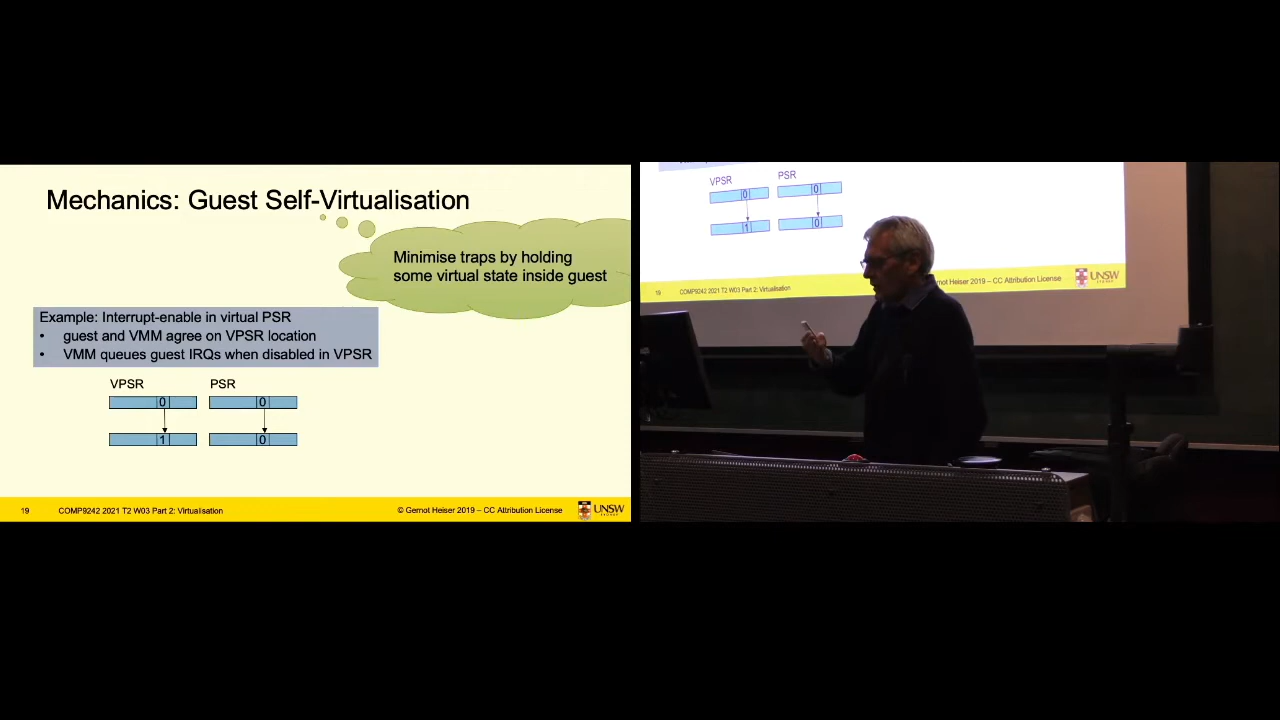 Mechanics: Guest Self-Virtualisation
Minimise traps by holding
some virtual state inside guest
Example: Interrupt-enable in virtual PSR
• guest and VMM agree on VPSR location
• VMM queues guest IRQs when disabled in VPSR
VPSR PSR
0 0
1 0
19 COMP9242 2021 T2 W03 Part 2: Virtualisation © Gernot Heiser 2019 – CC Attribution License UNSW
VPSR PSR
0 0
1 0
19 COMP9242 2021 T2 W03 Part 2: Virtualisation rnot Heiser 2019 – CC Attribution License UNSW